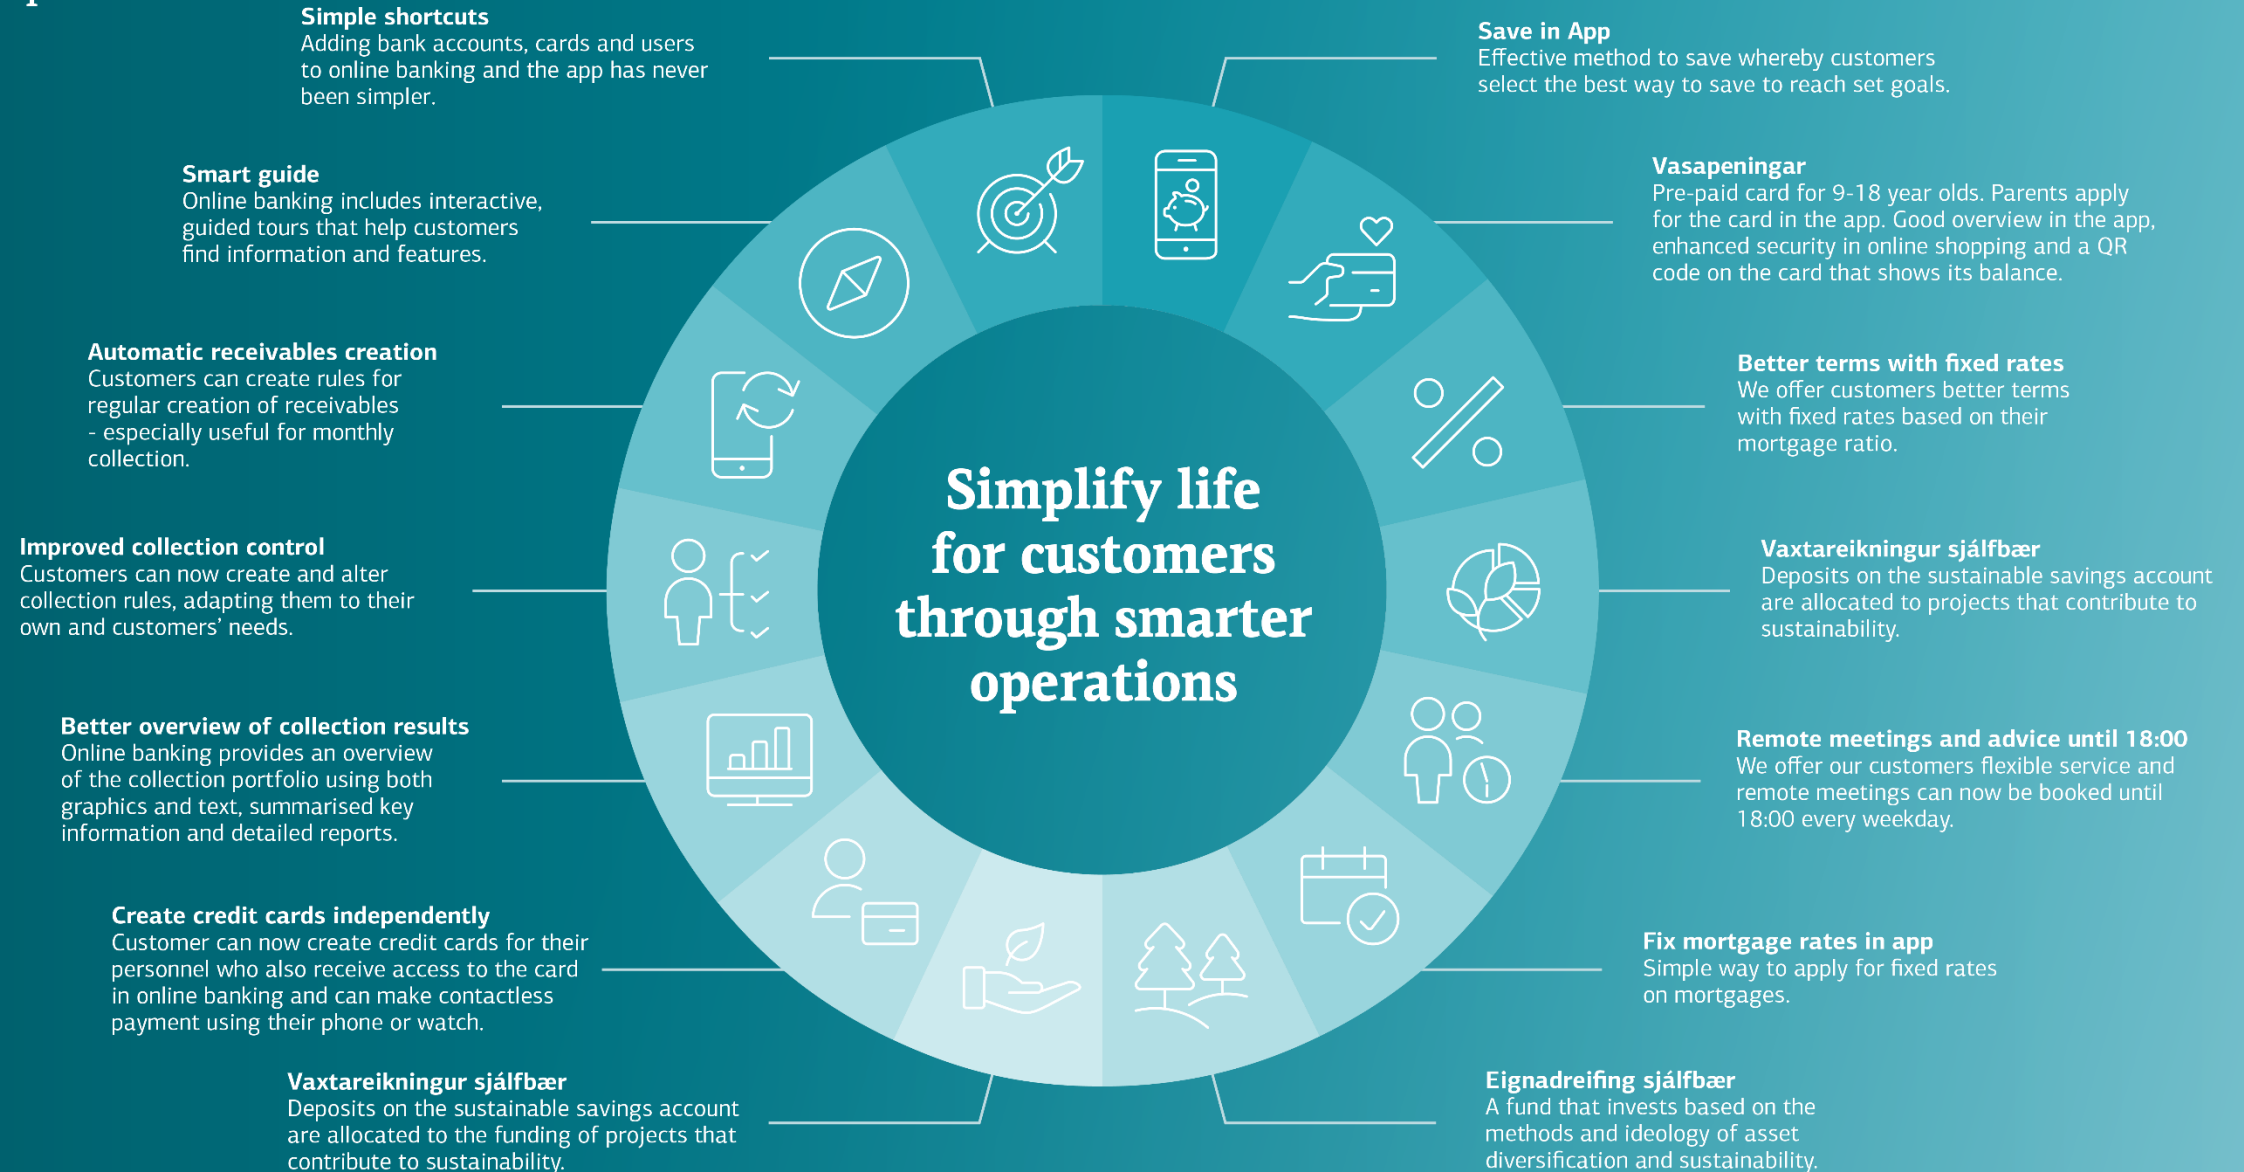 Simple shortcuts
Adding bank accounts, cards and users
to online banking and the app has never
been simpler.
Smart guide
Online banking includes interactive,
guided tours that help customers
find information and features.
Automatic receivables creation
Customers can create rules for
regular creation of receivables
- especially useful for monthly
collection.
Improved collection control
Customers can now create and alter
collection rules, adapting them to their
own and customers’ needs.
Better overview of collection results
Online banking provides an overview
of the collection portfolio using both
graphics and text, summarised key
information and detailed reports.
Create credit cards independently
Customer can now create credit cards for their
personnel who also receive access to the card
in online banking and can make contactless
payment using their phone or watch.
Vaxtareikningur sjálfbær
Deposits on the sustainable savings account
are allocated to the funding of projects that
contribute to sustainability.
Simplify life
for customers
through smarter
operations
Save in App
Effective method to save whereby customers
select the best way to save to reach set goals.
Vasapeningar
Pre-paid card for 9-18 year olds. Parents apply
for the card in the app. Good overview in the app,
enhanced security in online shopping and a QR
code on the card that shows its balance.
Better terms with fixed rates
We offer customers better terms
with fixed rates based on their
mortgage ratio.
Vaxtareikningur sjálfbær
Deposits on the sustainable savings account
are allocated to projects that contribute to
sustainability.
Remote meetings and advice until 18:00
We offer our customers flexible service and
remote meetings can now be booked until
18:00 every weekday.
Fix mortgage rates in app
Simple way to apply for fixed rates
on mortgages.
Eignadreifing sjálfbær
A fund that invests based on the
methods and ideology of asset
diversification and sustainability.